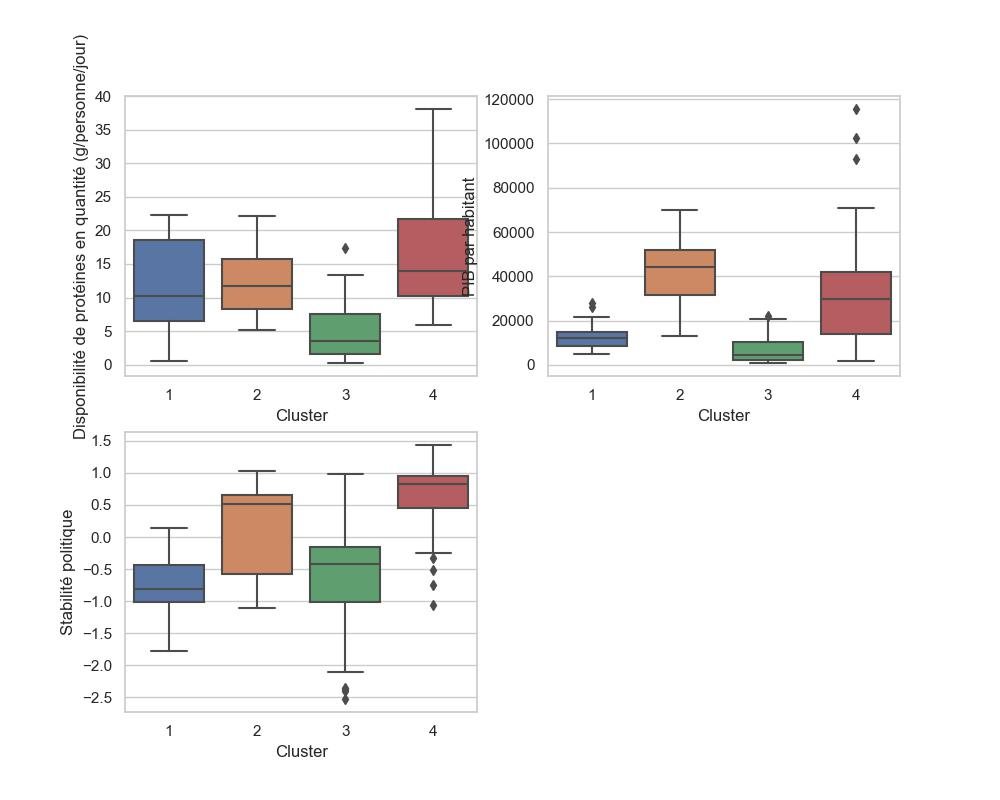 Disponibilité de protéines en quantité (g/personne/jour)
40
35
30
25
20
15
10
5
0
1 2 3 4
Cluster
PIB par habitant
120000
100000
80000
60000
40000
20000
0
1 2 3 4
Cluster
Stabilité politique
1.5
1.0
0.5
0.0
−0.5
−1.0
−1.5
−2.0
−2.5
1 2 3 4
Cluster